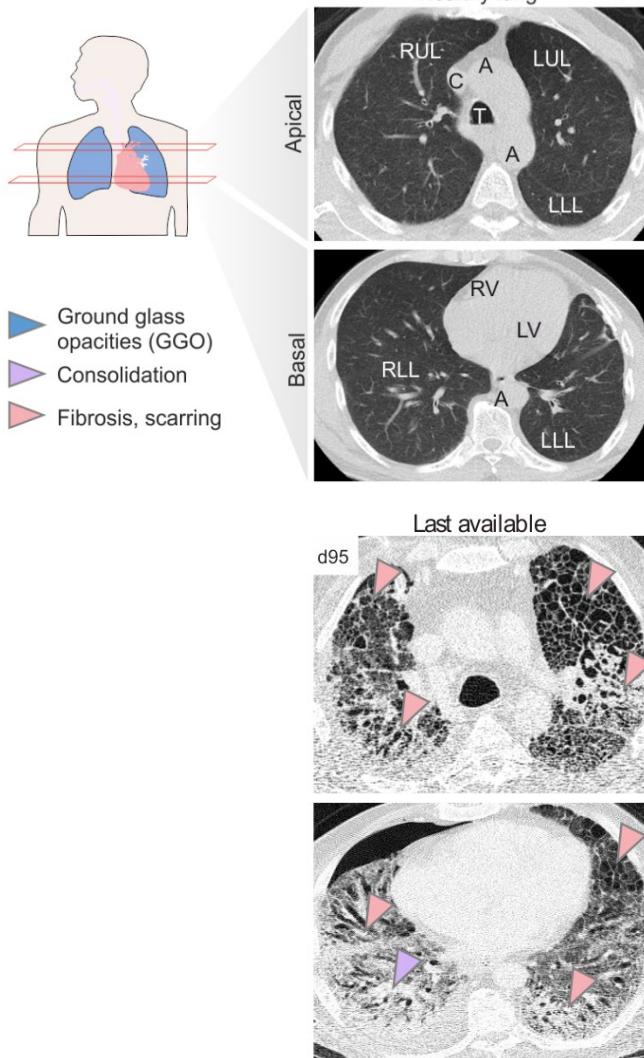 Apical
RUL
A
LUL
C
T
A
LLL
Basal
RV
LV
RLL
A
LLL
Ground glass
opacities (GGO)
Consolidation
Fibrosis, scarring
Last available
d95